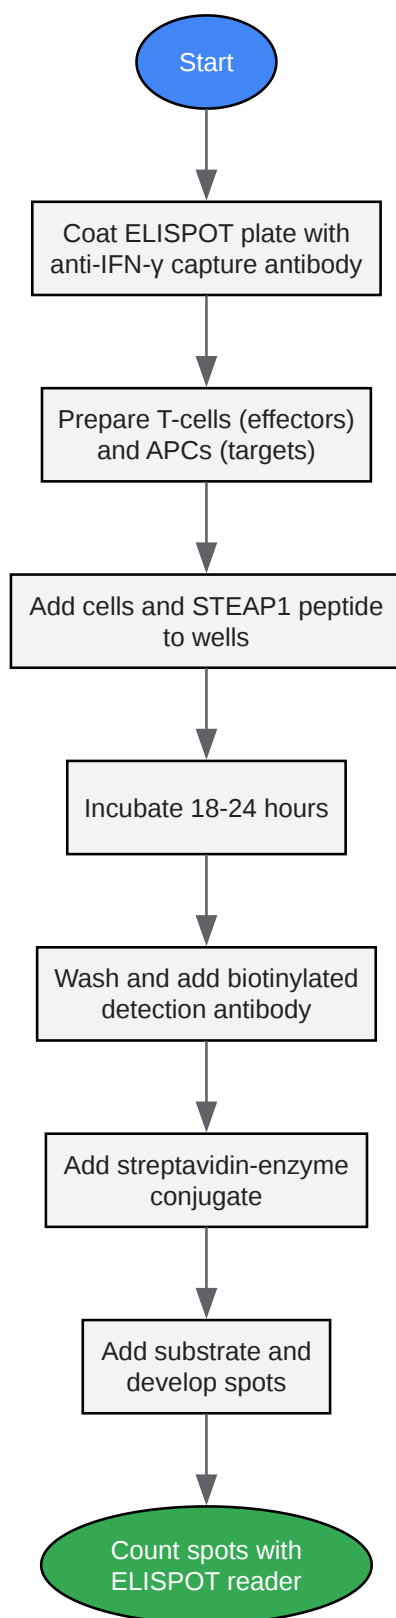 Start
Coat ELISPOT plate with
anti-IFN-γ capture antibody
Prepare T-cells (effectors)
and APCs (targets)
Add cells and STEAP1 peptide
to wells
Incubate 18-24 hours
Wash and add biotinylated
detection antibody
Add streptavidin-enzyme
conjugate
Add substrate and
develop spots
Count spots with
ELISPOT reader